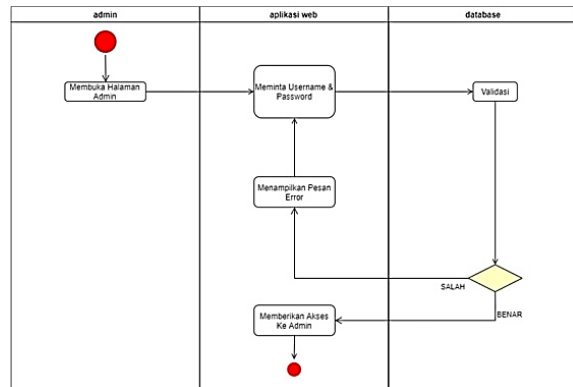 admin
aplikasi web
database
Membuka Halaman
Admin
Meminta Username &
Password
Validasi
Menampilkan Pesan
Error
SALAH
BENAR
Memberikan Akses
Ke Admin